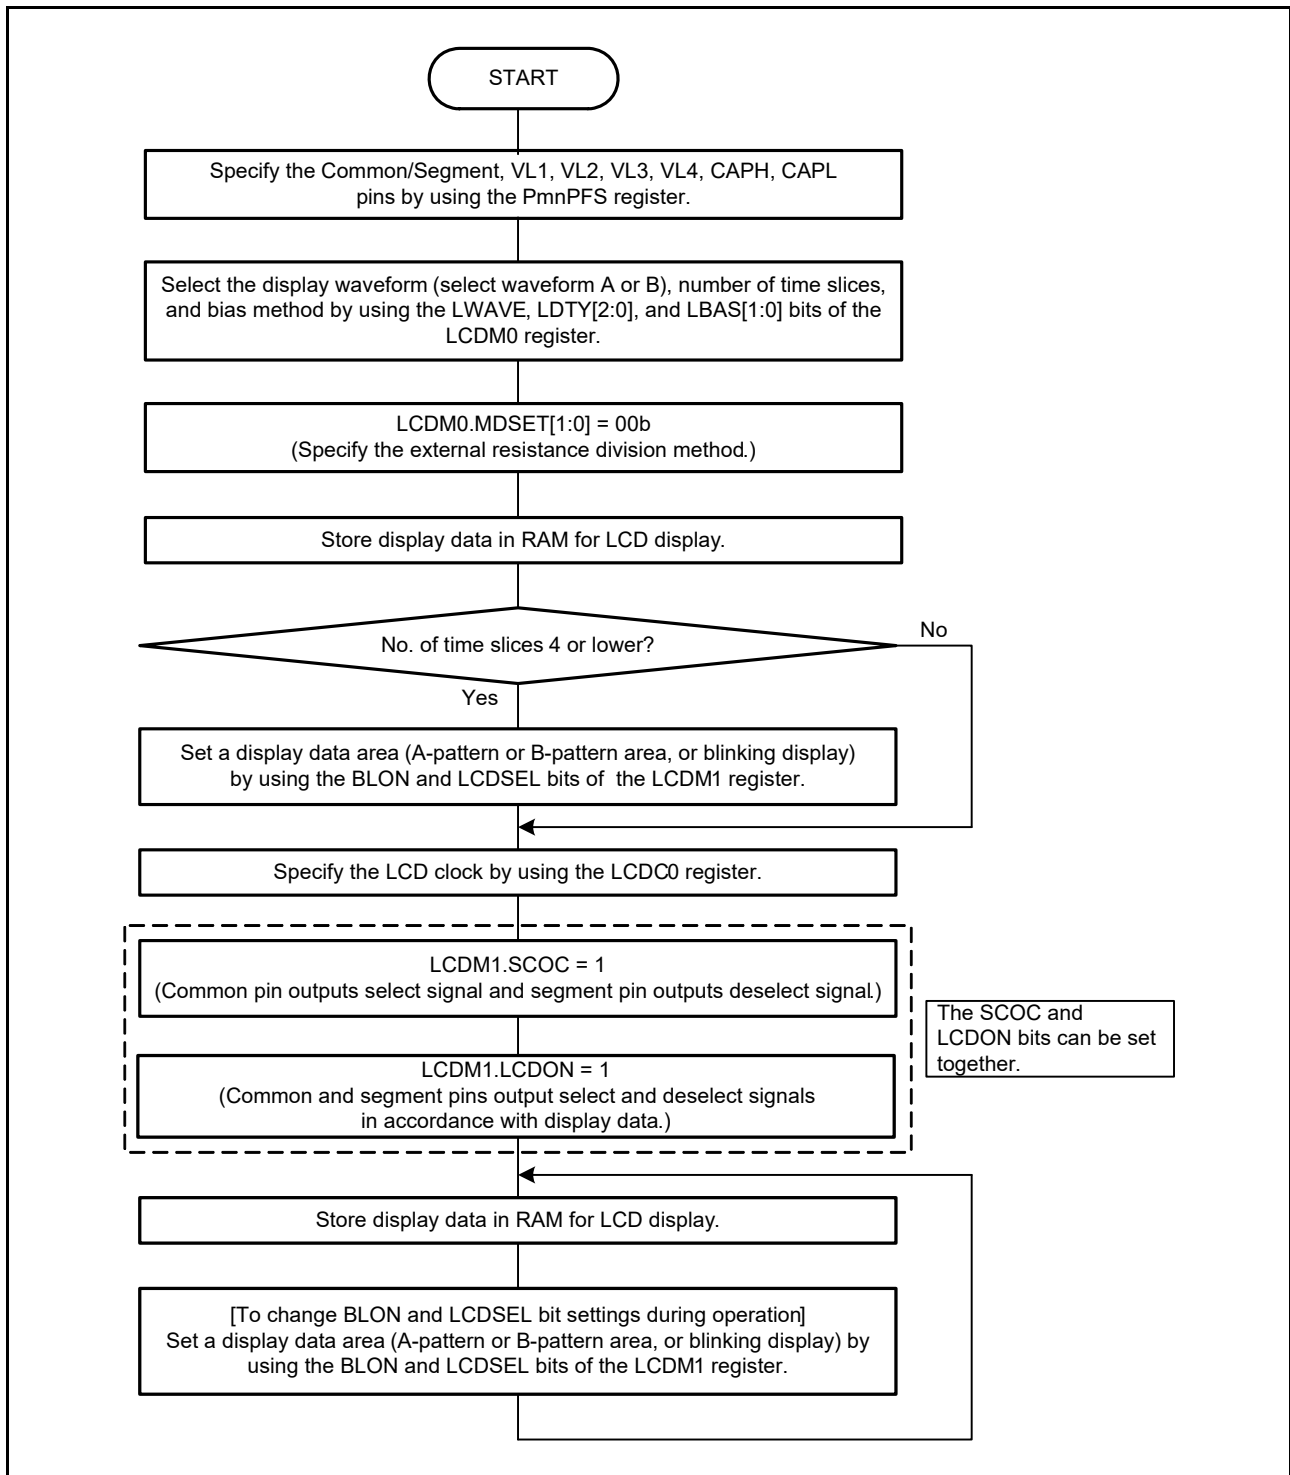 START
Specify the Common/Segment, VL1, VL2, VL3, VL4, CAPH, CAPL
pins by using the PmnPFS register.
Select the display waveform (select waveform A or B), number of time slices,
and bias method by using the LWAVE, LDTY[2:0], and LBAS[1:0] bits of the
LCDM0 register.
LCDM0.MDSET[1:0] = 00b
(Specify the external resistance division method.)
Store display data in RAM for LCD display.
No. of time slices 4 or lower?
No
Yes
Set a display data area (A-pattern or B-pattern area, or blinking display)
by using the BLON and LCDSEL bits of the LCDM1 register.
Specify the LCD clock by using the LCDC0 register.
LCDM1.SCOC = 1
(Common pin outputs select signal and segment pin outputs deselect signal.)
The SCOC and
LCDON bits can be set
together.
LCDM1.LCDON = 1
(Common and segment pins output select and deselect signals
in accordance with display data.)
Store display data in RAM for LCD display.
[To change BLON and LCDSEL bit settings during operation]
Set a display data area (A-pattern or B-pattern area, or blinking display) by
using the BLON and LCDSEL bits of the LCDM1 register.